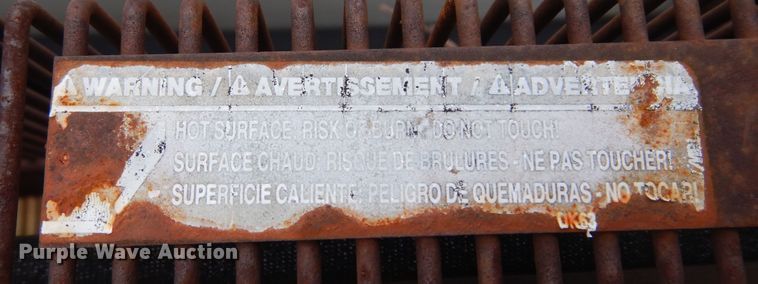 ⚠ WARNING / ⚠ AVERTISSEMENT / ⚠ ADVERTENCIA
HOT SURFACE. RISK OF BURN. DO NOT TOUCH!
SURFACE CHAUD. RISQUE DE BRULURES - NE PAS TOUCHER!
SUPERFICIE CALIENTE. PELIGRO DE QUEMADURAS - NO TOCAR!
Purple Wave Auction